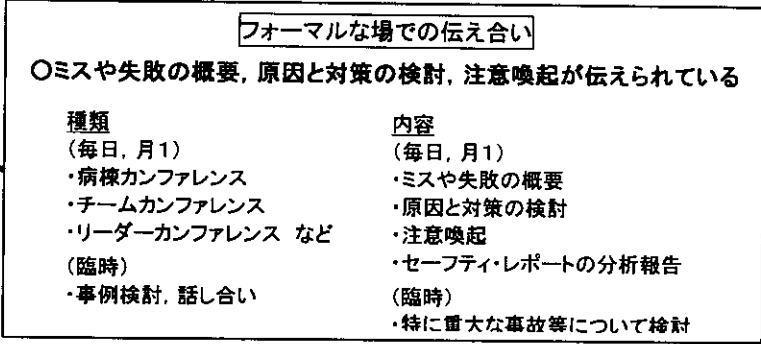 フォーマルな場での伝え合い
○ミスや失敗の概要,原因と対策の検討,注意喚起が伝えられている
種類
(毎日,月1)
・病棟カンファレンス
・チームカンファレンス
・リーダーカンファレンス など
(臨時)
・事例検討,話し合い
内容
(毎日,月1)
・ミスや失敗の概要
・原因と対策の検討
・注意喚起
・セーフティ・レポートの分析報告
(臨時)
・特に重大な事故等について検討